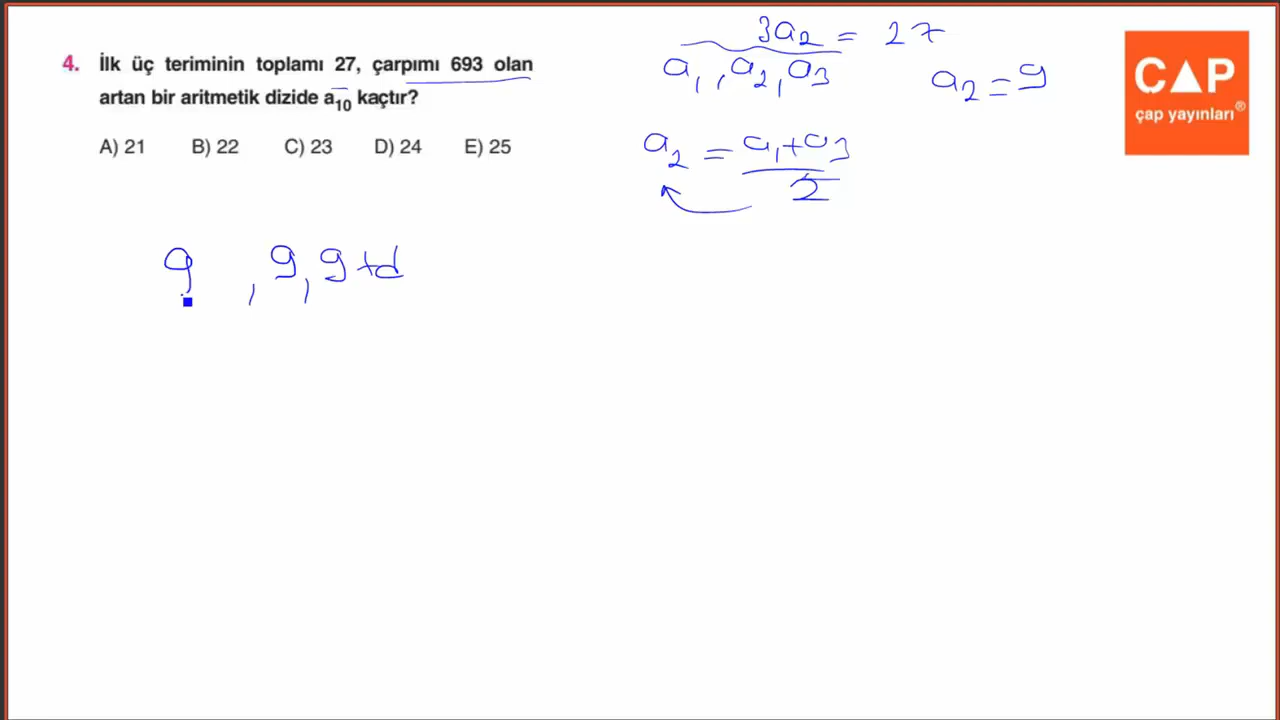 4. İlk üç teriminin toplamı 27, çarpımı 693 olan
artan bir aritmetik dizide a10 kaçtır?
A) 21 B) 22 C) 23 D) 24 E) 25
3a2 = 27
a1, a2, a3
a2 = 9
a2 = a1+a3
2
9 , 9, 9+d
ÇAP
çap yayınları®